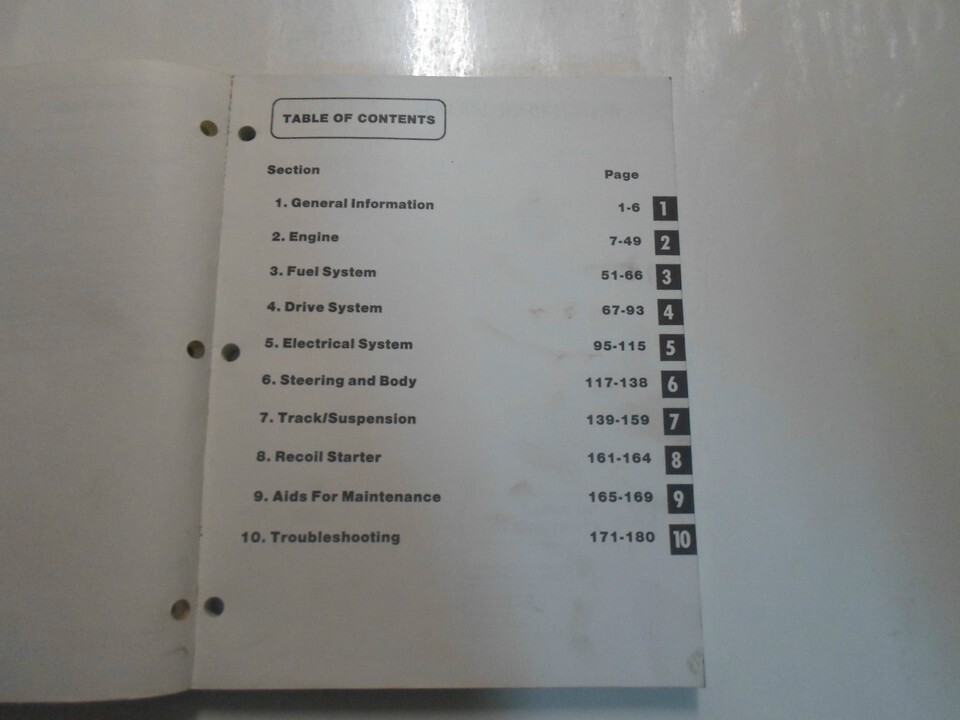 TABLE OF CONTENTS
Section Page
1. General Information 1-6 1
2. Engine 7-49 2
3. Fuel System 51-66 3
4. Drive System 67-93 4
5. Electrical System 95-115 5
6. Steering and Body 117-138 6
7. Track/Suspension 139-159 7
8. Recoil Starter 161-164 8
9. Aids For Maintenance 165-169 9
10. Troubleshooting 171-180 10